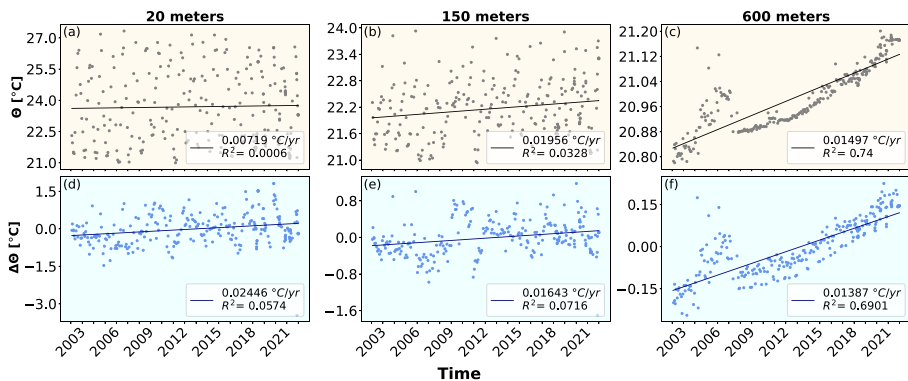 20 meters 150 meters 600 meters
(a) (b) (c)
Θ [°C]
27.0
25.5
24.0
22.5
21.0
0.00719 °C/yr
R² = 0.0006
24.0
23.4
22.8
22.2
21.6
21.0
0.01956 °C/yr
R² = 0.0328
21.20
21.12
21.04
20.96
20.88
20.80
0.01497 °C/yr
R² = 0.74
(d) (e) (f)
ΔΘ [°C]
1.5
0.0
−1.5
−3.0
0.02446 °C/yr
R² = 0.0574
0.8
0.0
−0.8
−1.6
0.01643 °C/yr
R² = 0.0716
0.15
0.00
−0.15
0.01387 °C/yr
R² = 0.6901
2003 2006 2009 2012 2015 2018 2021
2003 2006 2009 2012 2015 2018 2021
2003 2006 2009 2012 2015 2018 2021
Time